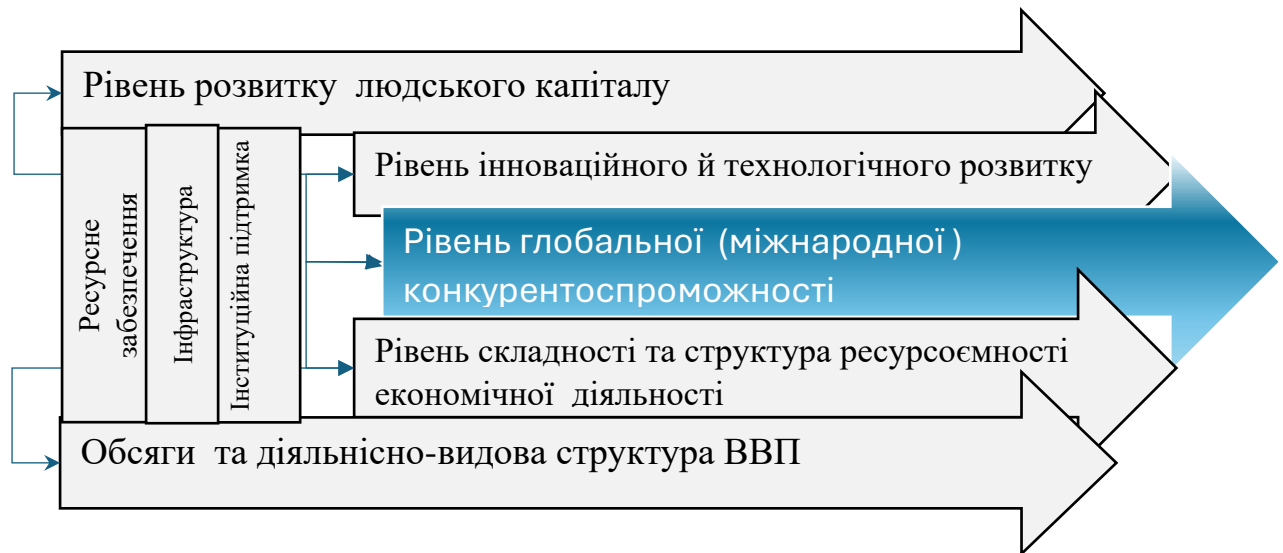 Рівень розвитку людського капіталу
Ресурсне
забезпечення
Інфраструктура
Інституційна підтримка
Рівень інноваційного й технологічного розвитку
Рівень глобальної (міжнародної)
конкурентоспроможності
Рівень складності та структура ресурсоємності
економічної діяльності
Обсяги та діяльнісно-видова структура ВВП